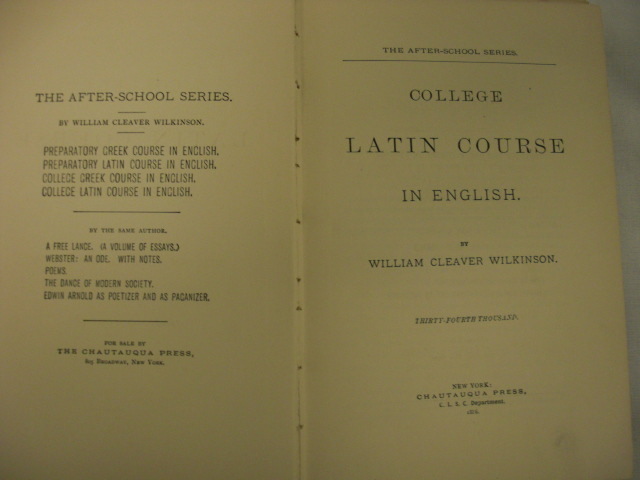 THE AFTER-SCHOOL SERIES.
BY WILLIAM CLEAVER WILKINSON.
PREPARATORY GREEK COURSE IN ENGLISH.
PREPARATORY LATIN COURSE IN ENGLISH.
COLLEGE GREEK COURSE IN ENGLISH.
COLLEGE LATIN COURSE IN ENGLISH.
BY THE SAME AUTHOR.
A FREE LANCE. (A VOLUME OF ESSAYS.)
WEBSTER: AN ODE. WITH NOTES.
POEMS.
THE DANCE OF MODERN SOCIETY.
EDWIN ARNOLD AS POETIZER AND AS PAGANIZER.
FOR SALE BY
THE CHAUTAUQUA PRESS,
805 BROADWAY, NEW YORK.
THE AFTER-SCHOOL SERIES.
COLLEGE
LATIN COURSE
IN ENGLISH.
BY
WILLIAM CLEAVER WILKINSON.
THIRTY-FOURTH THOUSAND.
NEW YORK:
CHAUTAUQUA PRESS,
C. L. S. C. Department.